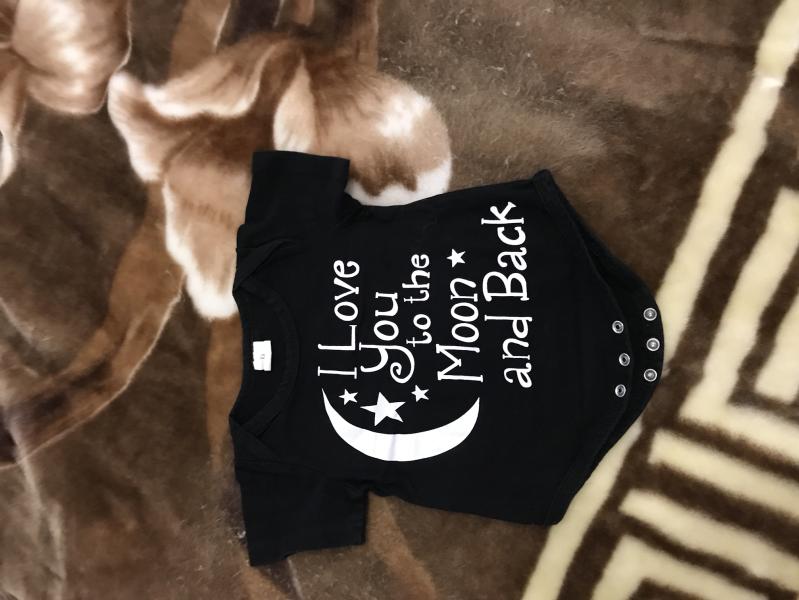 I Love
You
to the
Moon
and Back